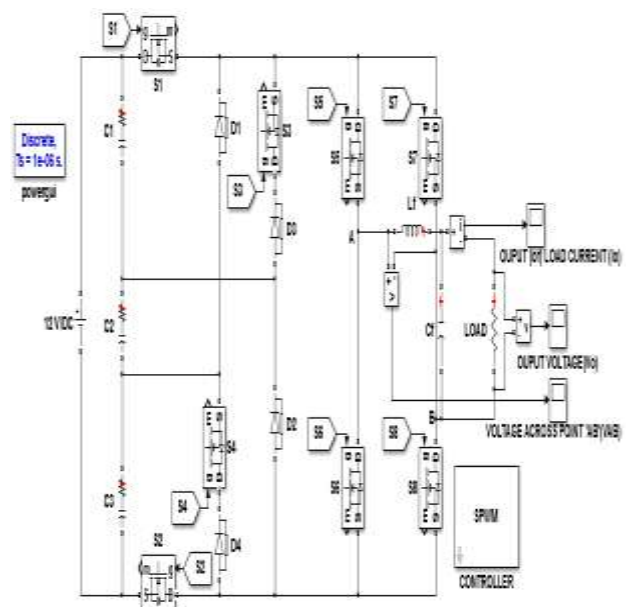 S1
S1
C1
D1
S3
S3
D3
Discrete,
Ts = 1e-06 s.
powergui
S5
S5
S7
S7
Lf
A
OUPUT |or| LOAD CURRENT (Io)
12 VDC
C2
Cf
LOAD
OUPUT VOLTAGE(Vo)
VOLTAGE ACROSS POINT 'AB'(VAB)
B
D2
S4
S4
S6
S6
S8
S8
C3
D4
S2
S2
SPWM
CONTROLLER